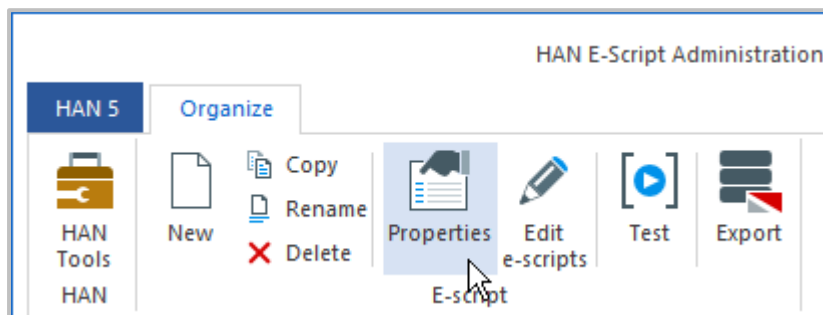 HAN E-Script Administration
HAN 5
Organize
HAN
Tools
New
Copy
Rename
Delete
Properties
Edit
e-scripts
Test
Export
HAN
E-script